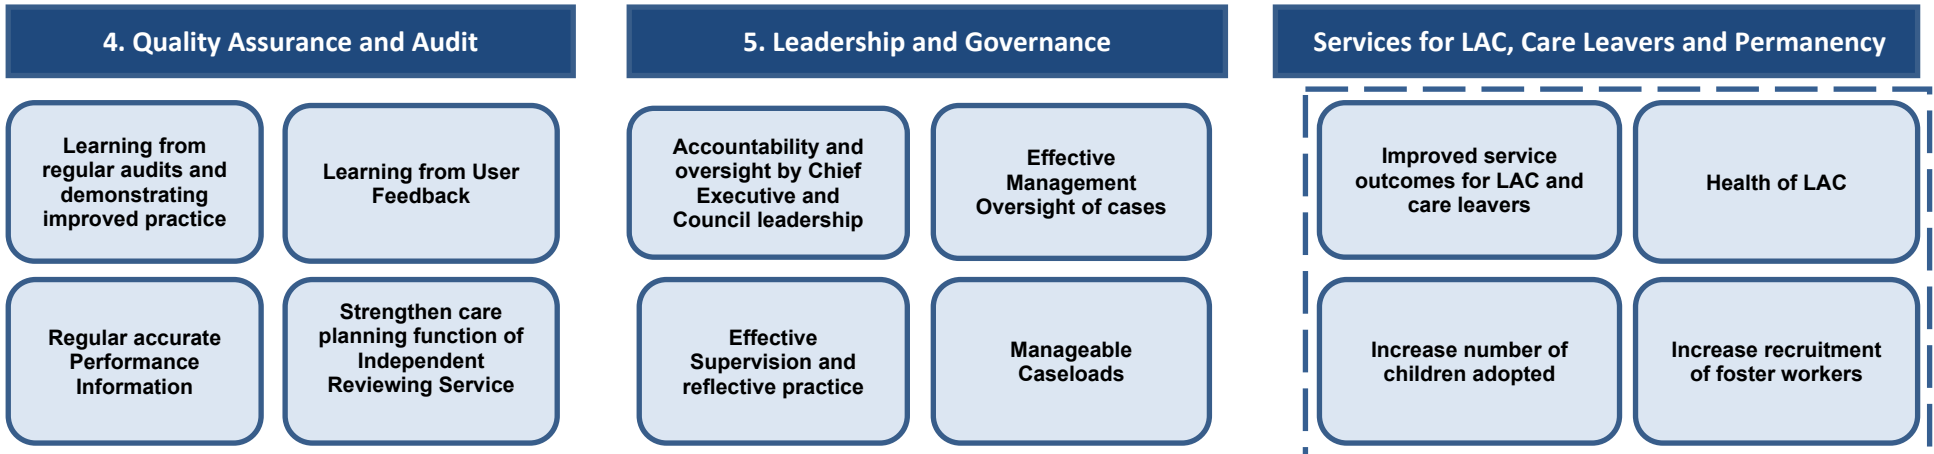 4. Quality Assurance and Audit
Learning from
regular audits and
demonstrating
improved practice
Learning from User
Feedback
Regular accurate
Performance
Information
Strengthen care
planning function of
Independent
Reviewing Service
5. Leadership and Governance
Accountability and
oversight by Chief
Executive and
Council leadership
Effective
Management
Oversight of cases
Effective
Supervision and
reflective practice
Manageable
Caseloads
Services for LAC, Care Leavers and Permanency
Improved service
outcomes for LAC and
care leavers
Health of LAC
Increase number of
children adopted
Increase recruitment
of foster workers